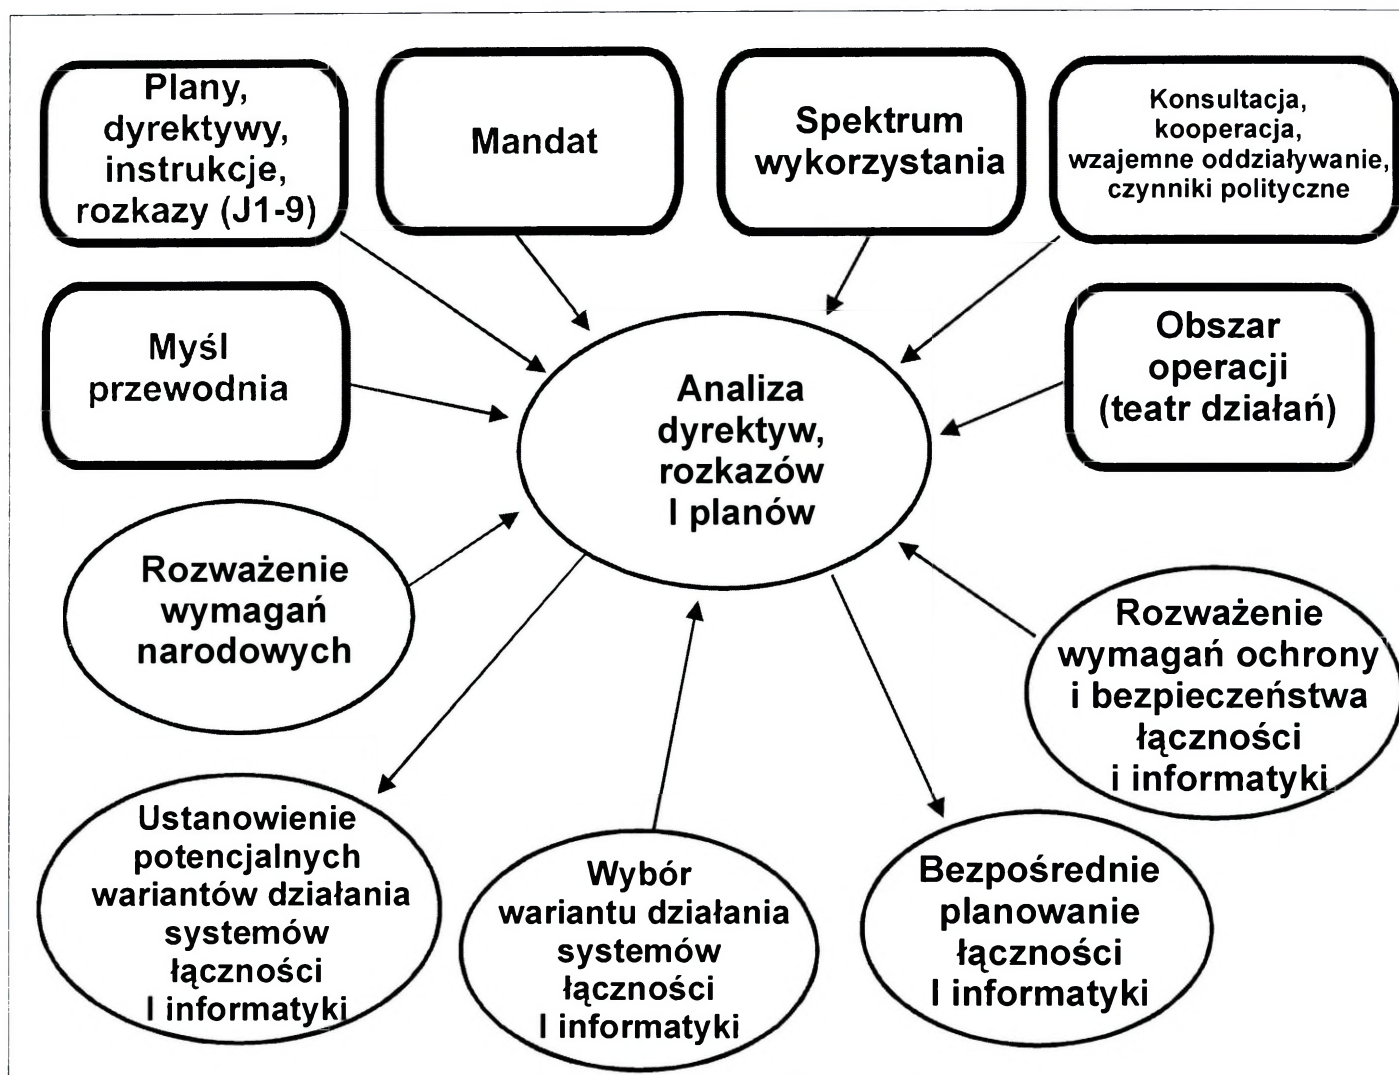 Plany,
dyrektywy,
instrukcje,
rozkazy (J1-9)
Mandat
Spektrum
wykorzystania
Konsultacja,
kooperacja,
wzajemne oddziaływanie,
czynniki polityczne
Myśl
przewodnia
Analiza
dyrektyw,
rozkazów
I planów
Obszar
operacji
(teatr działań)
Rozważenie
wymagań
narodowych
Rozważenie
wymagań ochrony
i bezpieczeństwa
łączności
i informatyki
Ustanowienie
potencjalnych
wariantów działania
systemów
łączności
I informatyki
Wybór
wariantu działania
systemów
łączności
I informatyki
Bezpośrednie
planowanie
łączności
I informatyki